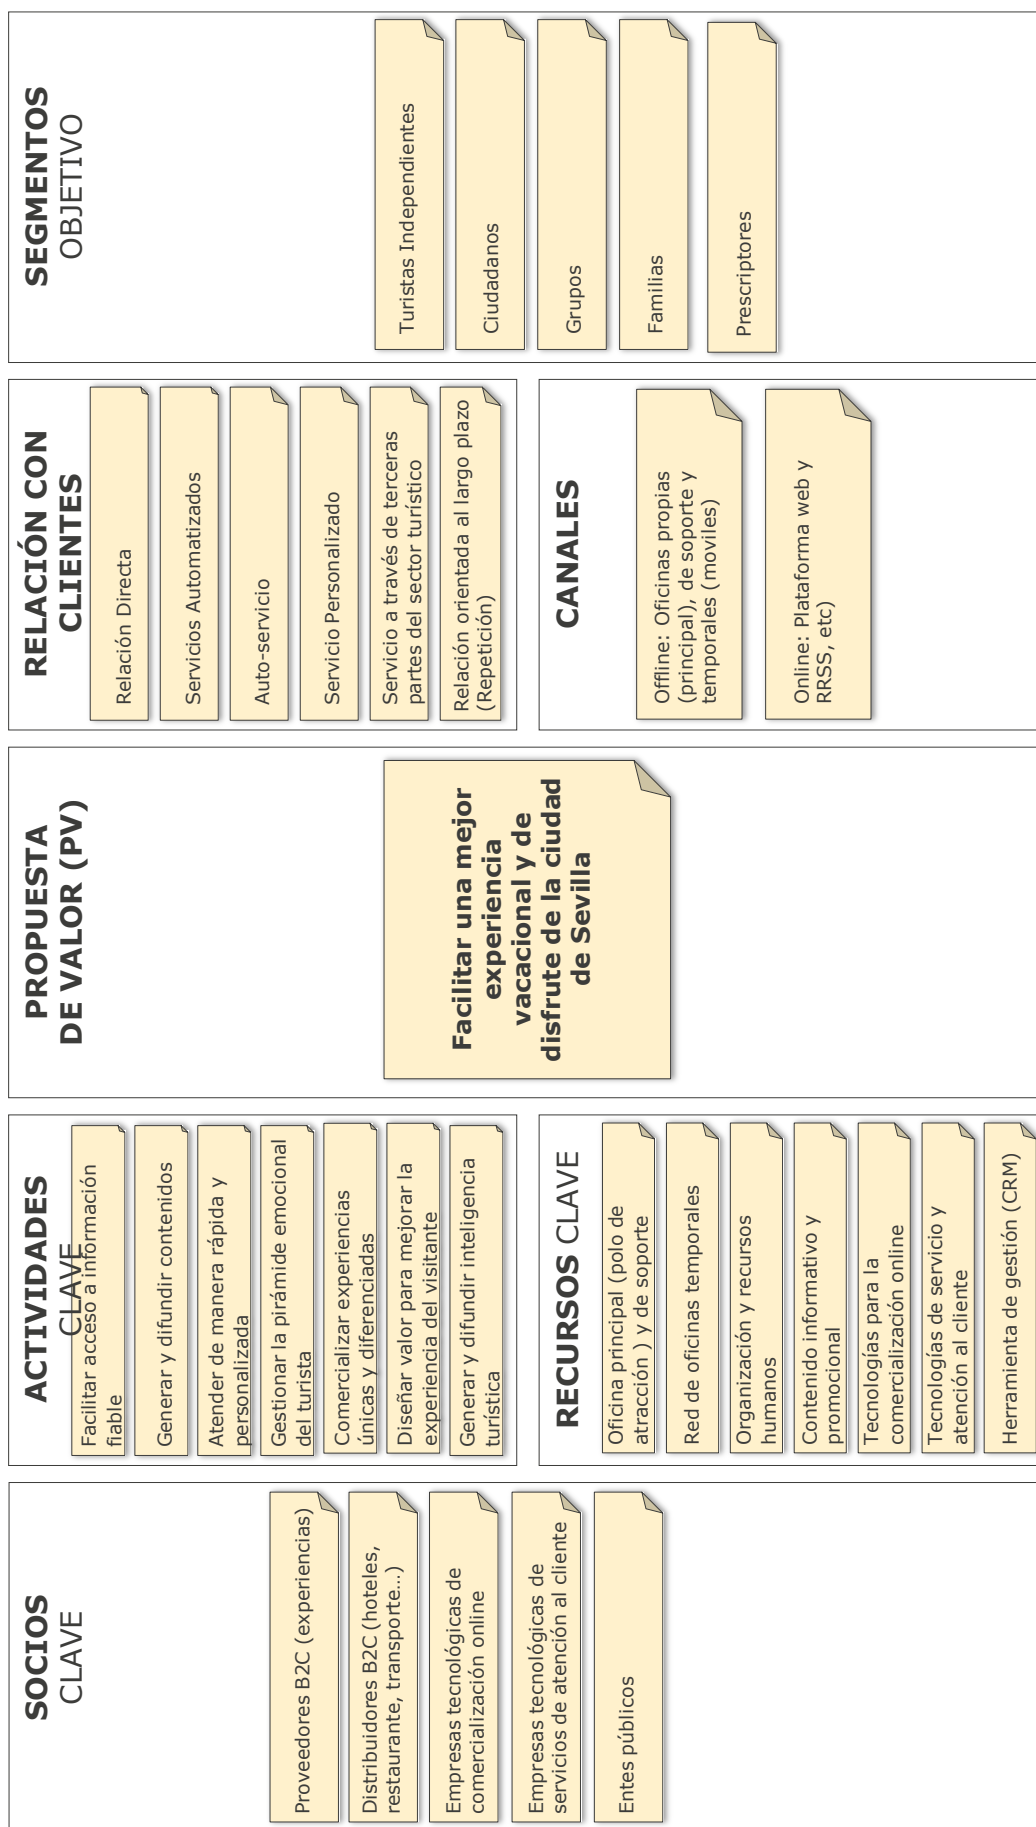 SOCIOS
CLAVE
Proveedores B2C (experiencias)
Distribuidores B2C (hoteles,
restaurante, transporte...)
Empresas tecnológicas de
comercialización online
Empresas tecnológicas de
servicios de atención al cliente
Entes públicos
ACTIVIDADES
CLAVE
Facilitar acceso a información
fiable
Generar y difundir contenidos
Atender de manera rápida y
personalizada
Gestionar la pirámide emocional
del turista
Comercializar experiencias
únicas y diferenciadas
Diseñar valor para mejorar la
experiencia del visitante
Generar y difundir inteligencia
turística
RECURSOS CLAVE
Oficina principal (polo de
atracción ) y de soporte
Red de oficinas temporales
Organización y recursos
humanos
Contenido informativo y
promocional
Tecnologías para la
comercialización online
Tecnologías de servicio y
atención al cliente
Herramienta de gestión (CRM)
PROPUESTA
DE VALOR (PV)
Facilitar una mejor
experiencia
vacacional y de
disfrute de la ciudad
de Sevilla
RELACIÓN CON
CLIENTES
Relación Directa
Servicios Automatizados
Auto-servicio
Servicio Personalizado
Servicio a través de terceras
partes del sector turístico
Relación orientada al largo plazo
(Repetición)
CANALES
Offline: Oficinas propias
(principal), de soporte y
temporales (moviles)
Online: Plataforma web y
RRSS, etc)
SEGMENTOS
OBJETIVO
Turistas Independientes
Ciudadanos
Grupos
Familias
Prescriptores